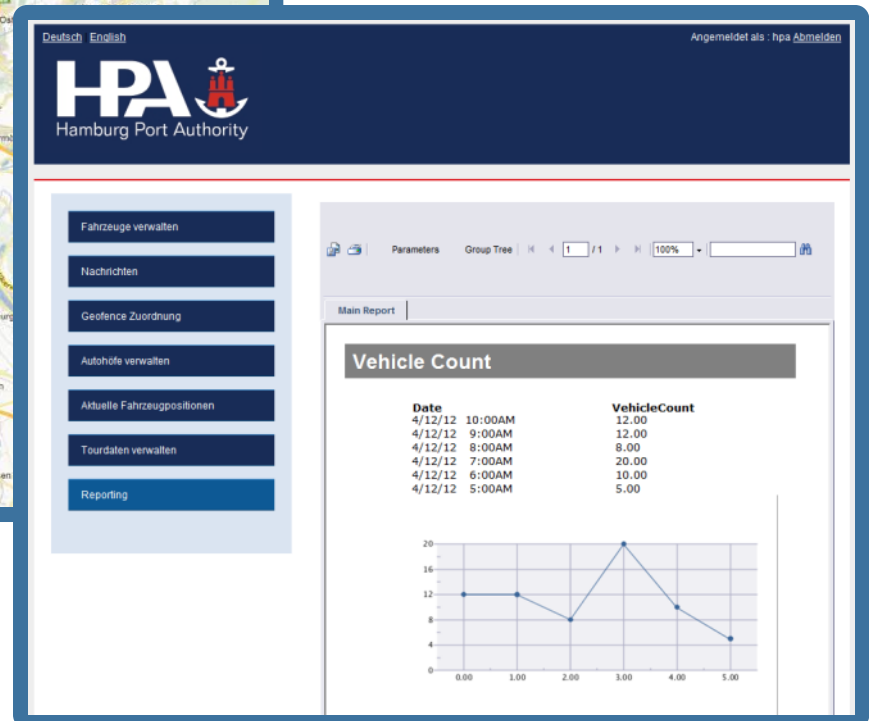 Deutsch English
Angemeldet als : hpa Abmelden
HPA
Hamburg Port Authority
Fahrzeuge verwalten
Nachrichten
Geofence Zuordnung
Autohöfe verwalten
Aktuelle Fahrzeugpositionen
Tourdaten verwalten
Reporting
Parameters Group Tree 1 / 1 100%
Main Report
Vehicle Count
Date VehicleCount
4/12/12 10:00AM 12.00
4/12/12 9:00AM 12.00
4/12/12 8:00AM 8.00
4/12/12 7:00AM 20.00
4/12/12 6:00AM 10.00
4/12/12 5:00AM 5.00
20
16
12
8
4
0
0.00 1.00 2.00 3.00 4.00 5.00